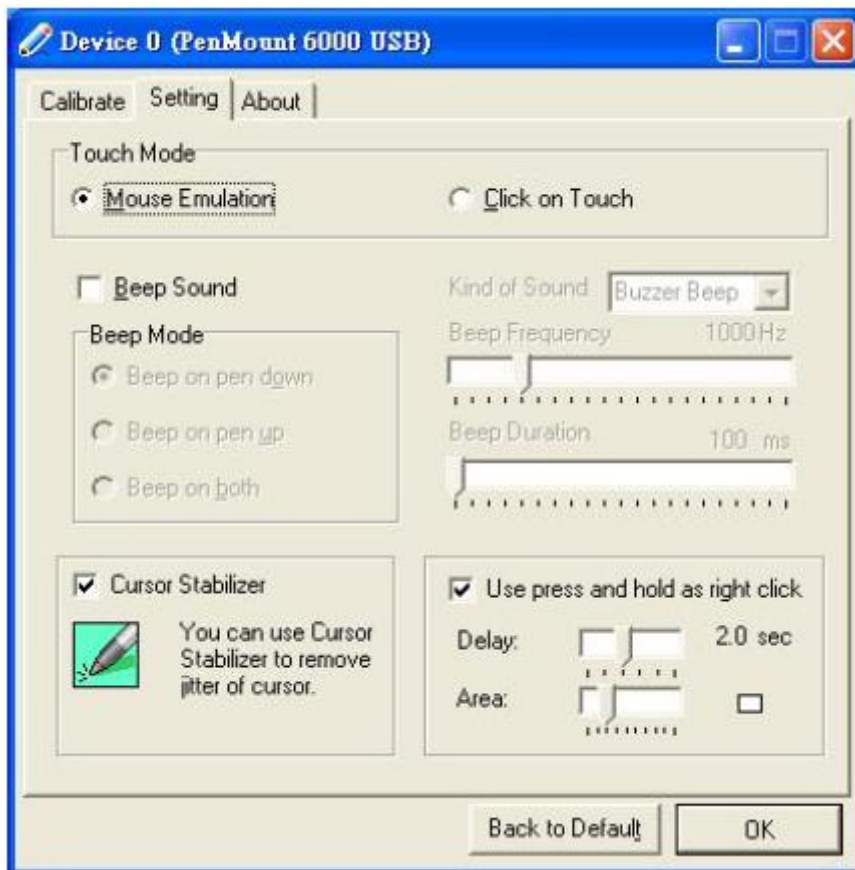 Device 0 (PenMount 6000 USB)
Calibrate Setting About
Touch Mode
Mouse Emulation Click on Touch
Beep Sound Kind of Sound Buzzer Beep
Beep Mode Beep Frequency 1000Hz
Beep on pen down
Beep on pen up Beep Duration 100 ms
Beep on both
Cursor Stabilizer
You can use Cursor
Stabilizer to remove
jitter of cursor.
Use press and hold as right click
Delay: 2.0 sec
Area:
Back to Default OK